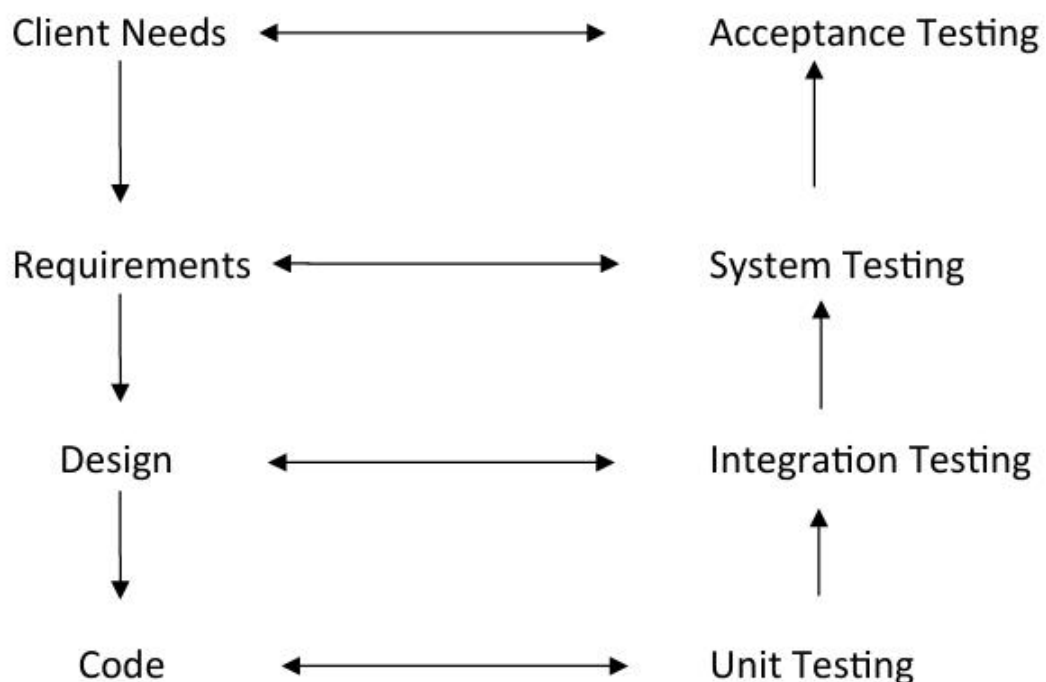 Client Needs
Acceptance Testing
Requirements
System Testing
Design
Integration Testing
Code
Unit Testing